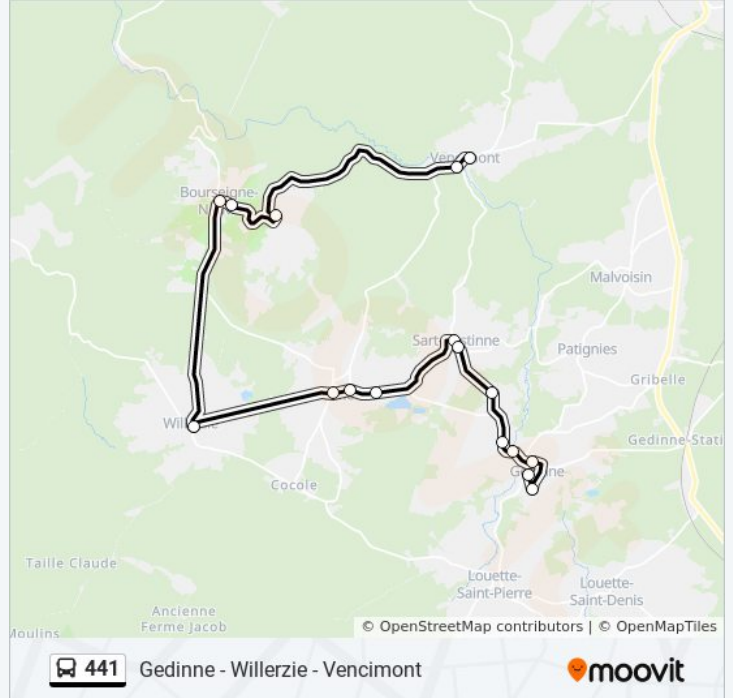 Vencimont
Bourseigne-
Malvoisin
Patignies
Gribelle
Gedinne-Stati
Cocole
Taille Claude
Louette-
Saint-Pierre
Louette-
Saint-Denis
Ancienne
Ferme Jacob
Moulins
© OpenStreetMap contributors | © OpenMapTiles
441 Gedinne - Willerzie - Vencimont
moovit